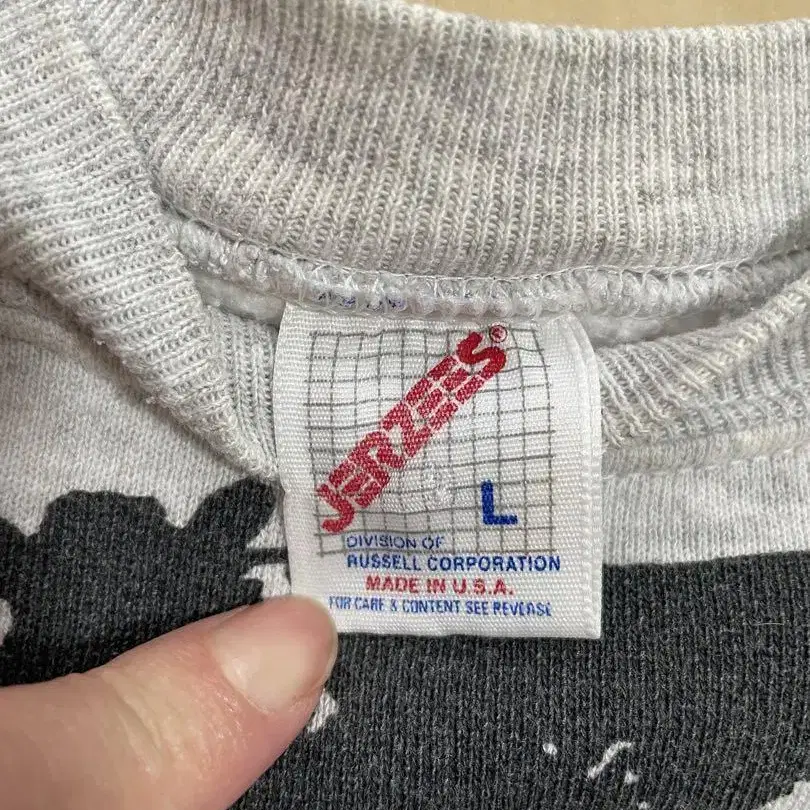 JERZEES®
L
DIVISION OF
RUSSELL CORPORATION
MADE IN U.S.A.
FOR CARE & CONTENT SEE REVERSE